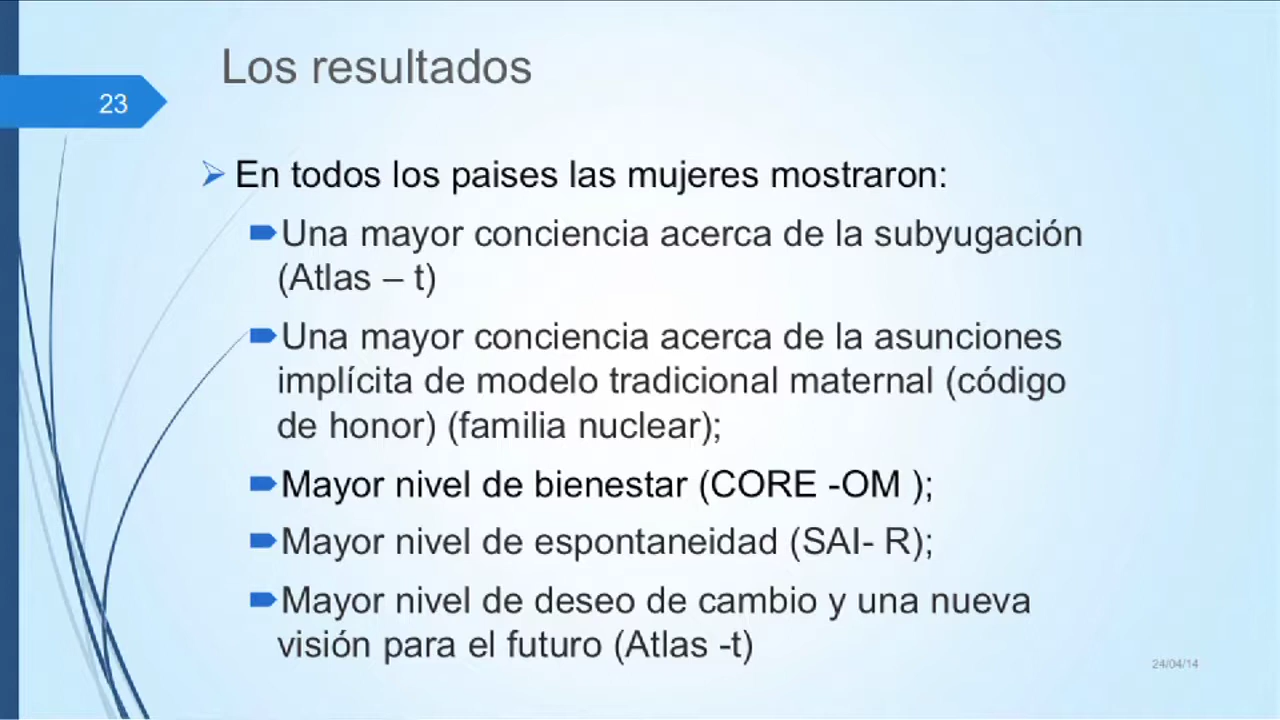 Los resultados
23
En todos los paises las mujeres mostraron:
Una mayor conciencia acerca de la subyugación
(Atlas – t)
Una mayor conciencia acerca de la asunciones
implícita de modelo tradicional maternal (código
de honor) (familia nuclear);
Mayor nivel de bienestar (CORE -OM );
Mayor nivel de espontaneidad (SAI- R);
Mayor nivel de deseo de cambio y una nueva
visión para el futuro (Atlas -t)
24/04/14